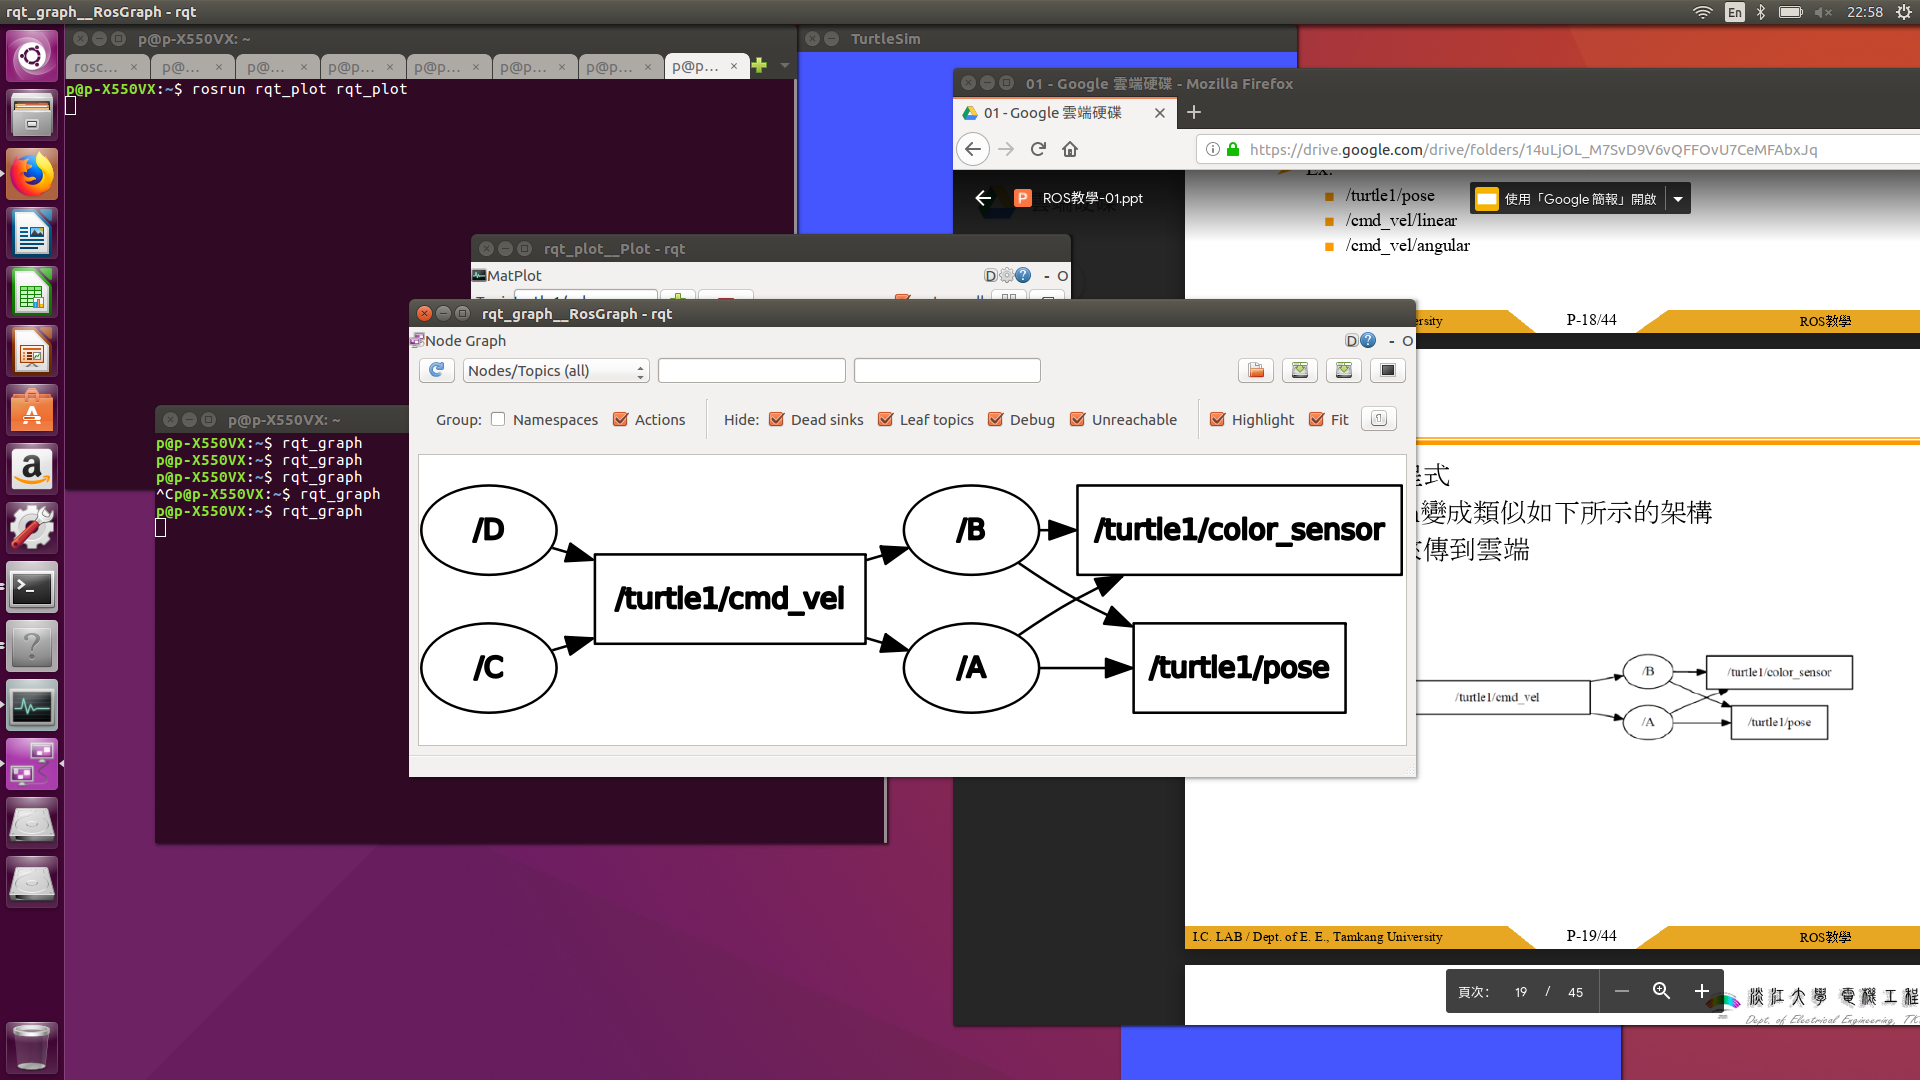 rqt_graph__RosGraph - rqt
En
22:58
p@p-X550VX: ~
rosc...
p@...
p@...
p@p...
p@p...
p@p...
p@p...
p@p...
p@p-X550VX:~$ rosrun rqt_plot rqt_plot
TurtleSim
01 - Google 雲端硬碟 - Mozilla Firefox
01 - Google 雲端硬碟
https://drive.google.com/drive/folders/14uLjOL_M7SvD9V6vQFFOvU7CeMFAbxJq
ROS教學-01.ppt
使用「Google 簡報」開啟
Ex:
/turtle1/pose
/cmd_vel/linear
/cmd_vel/angular
P-18/44
ROS教學
rqt_plot__Plot - rqt
MatPlot
D
- O
rqt_graph__RosGraph - rqt
Node Graph
D
- O
Nodes/Topics (all)
Group: Namespaces Actions Hide: Dead sinks Leaf topics Debug Unreachable Highlight Fit
/D
/C
/turtle1/cmd_vel
/B
/A
/turtle1/color_sensor
/turtle1/pose
p@p-X550VX: ~
p@p-X550VX:~$ rqt_graph
p@p-X550VX:~$ rqt_graph
p@p-X550VX:~$ rqt_graph
^Cp@p-X550VX:~$ rqt_graph
p@p-X550VX:~$ rqt_graph
程式
變成類似如下所示的架構
傳到雲端
/turtle1/cmd_vel
/B
/A
/turtle1/color_sensor
/turtle1/pose
I.C. LAB / Dept. of E. E., Tamkang University
P-19/44
ROS教學
頁次: 19 / 45
淡江大學 電機工程
Dept. of Electrical Engineering, TK